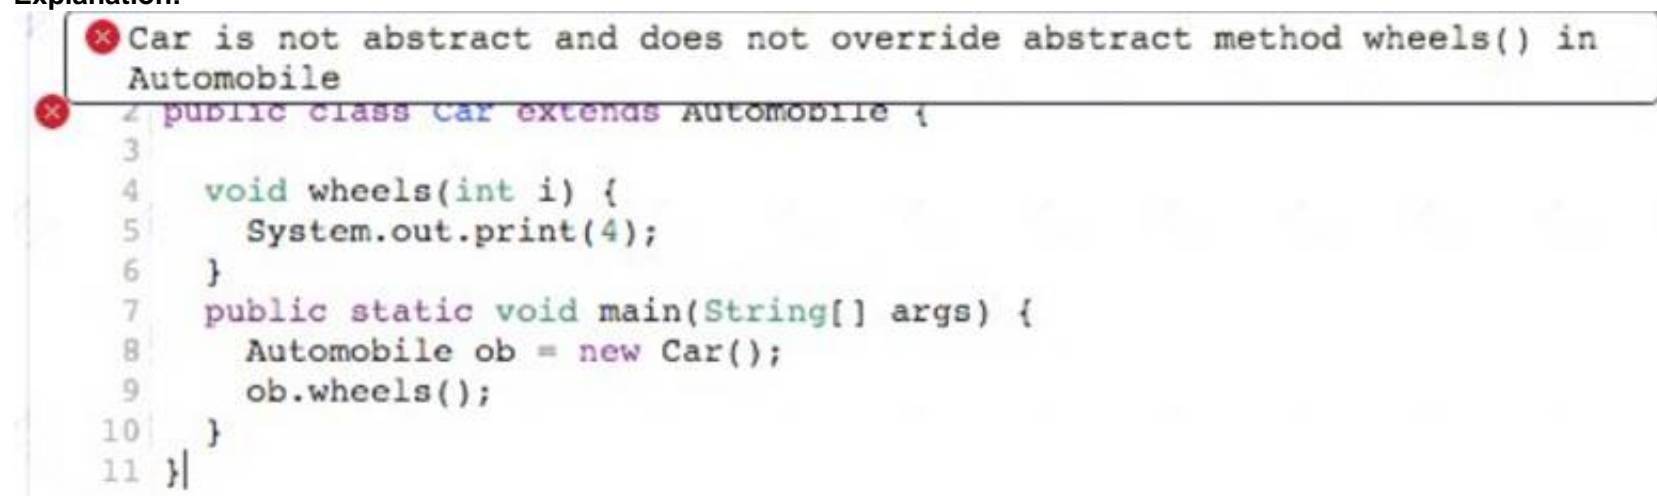 Explanation:
Car is not abstract and does not override abstract method wheels() in
Automobile
2 public class Car extends Automobile {
3
4 void wheels(int i) {
5 System.out.print(4);
6 }
7 public static void main(String[] args) {
8 Automobile ob = new Car();
9 ob.wheels();
10 }
11 }